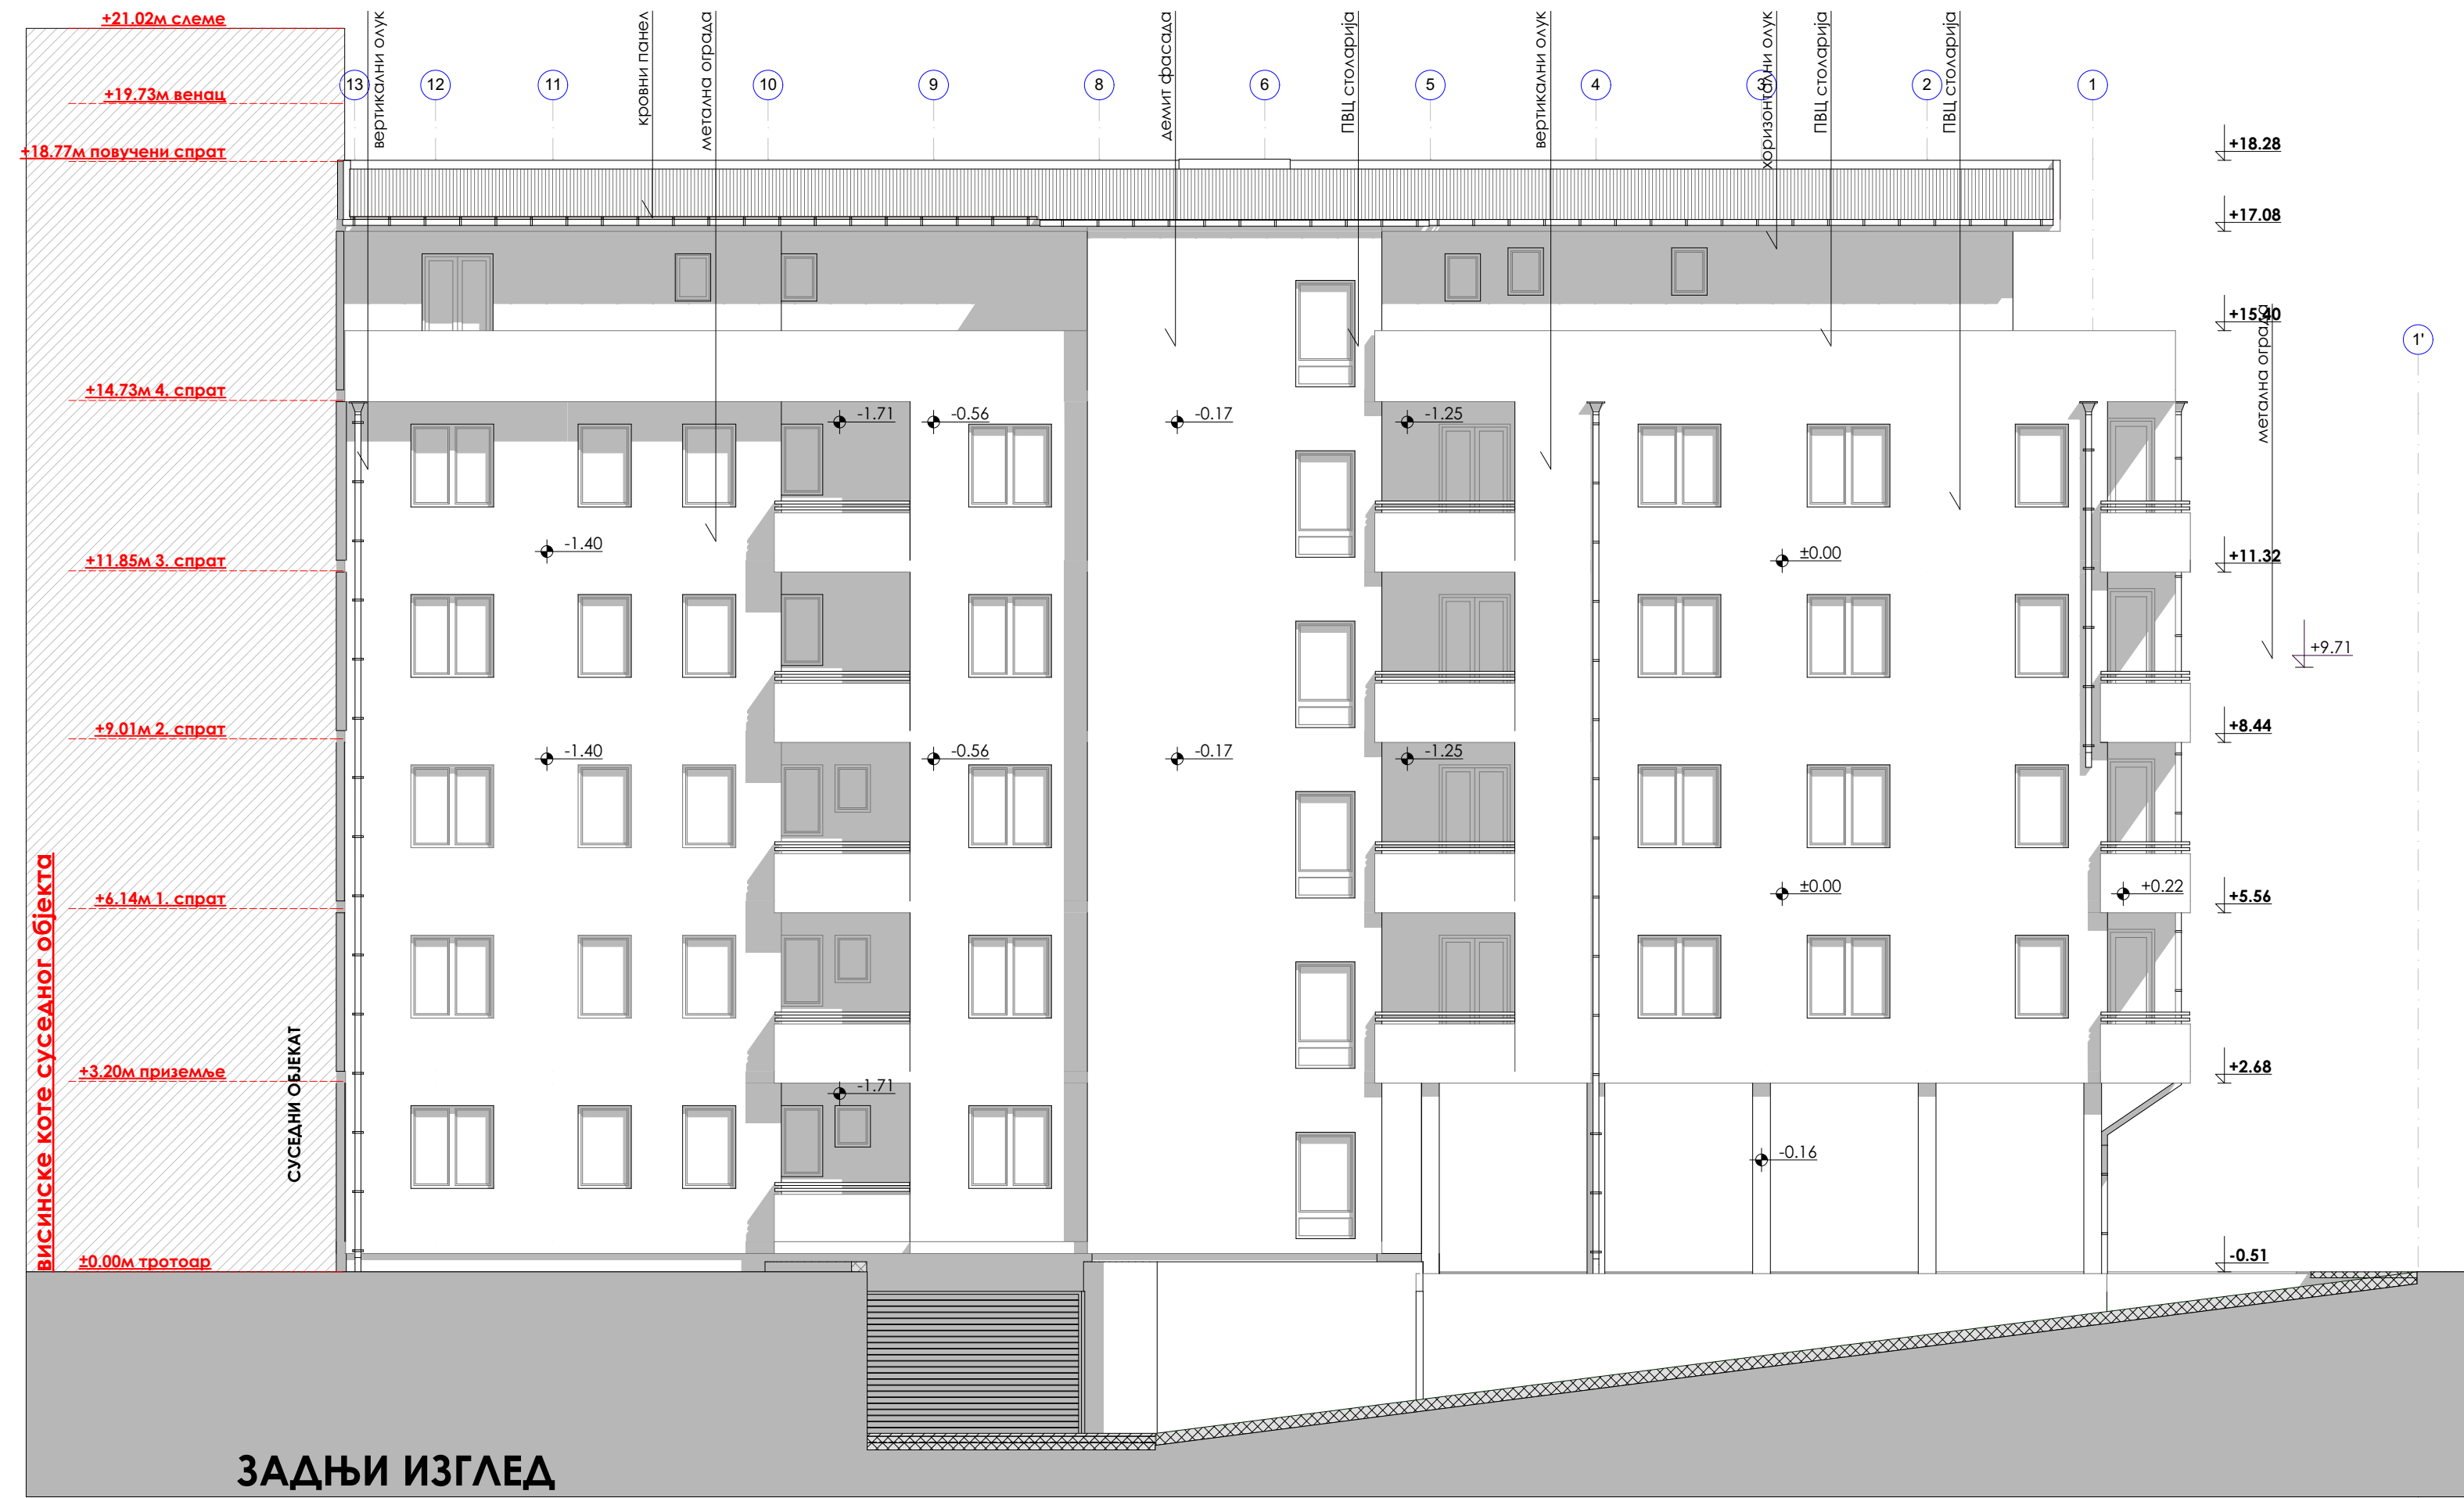 +21.02м слеме
+19.73м венац
+18.77м повучени спрат
+14.73м 4. спрат
+11.85м 3. спрат
+9.01м 2. спрат
+6.14м 1. спрат
+3.20м приземље
±0.00м тротоар
висинске коте суседног објекта
СУСЕДНИ ОБЈЕКАТ
13
12
11
10
9
8
6
5
4
3
2
1
1'
вертикални олук
кровни панел
метална ограда
демит фасада
ПВЦ столарија
вертикални олук
хоризонтални олук
ПВЦ столарија
ПВЦ столарија
метална ограда
+18.28
+17.08
+15.40
+11.32
+9.71
+8.44
+5.56
+2.68
-0.51
-1.71
-0.56
-0.17
-1.25
-1.40
±0.00
-1.40
-0.56
-0.17
-1.25
±0.00
+0.22
-1.71
-0.16
ЗАДЊИ ИЗГЛЕД